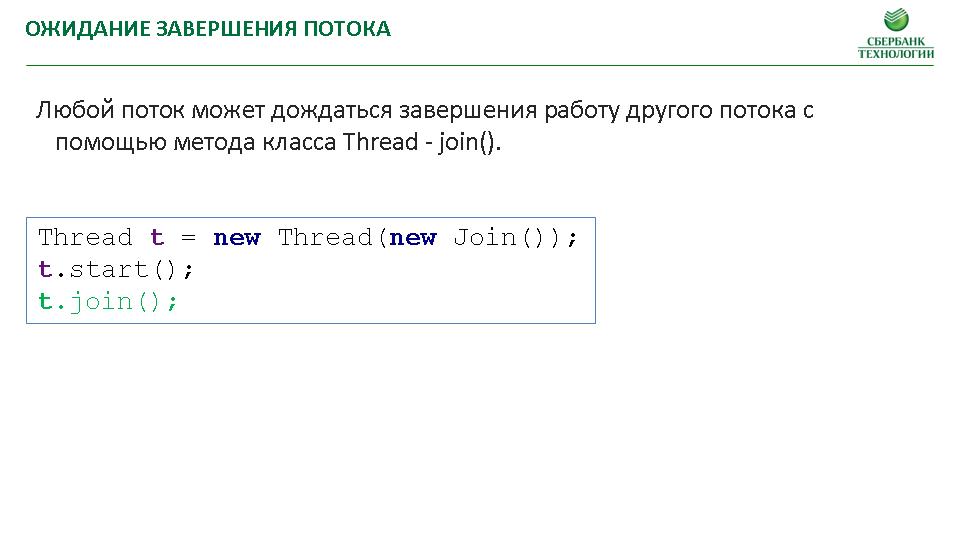 ОЖИДАНИЕ ЗАВЕРШЕНИЯ ПОТОКА
СБЕРБАНК
ТЕХНОЛОГИИ
Любой поток может дождаться завершения работу другого потока с
помощью метода класса Thread - join().
Thread t = new Thread(new Join());
t.start();
t.join();